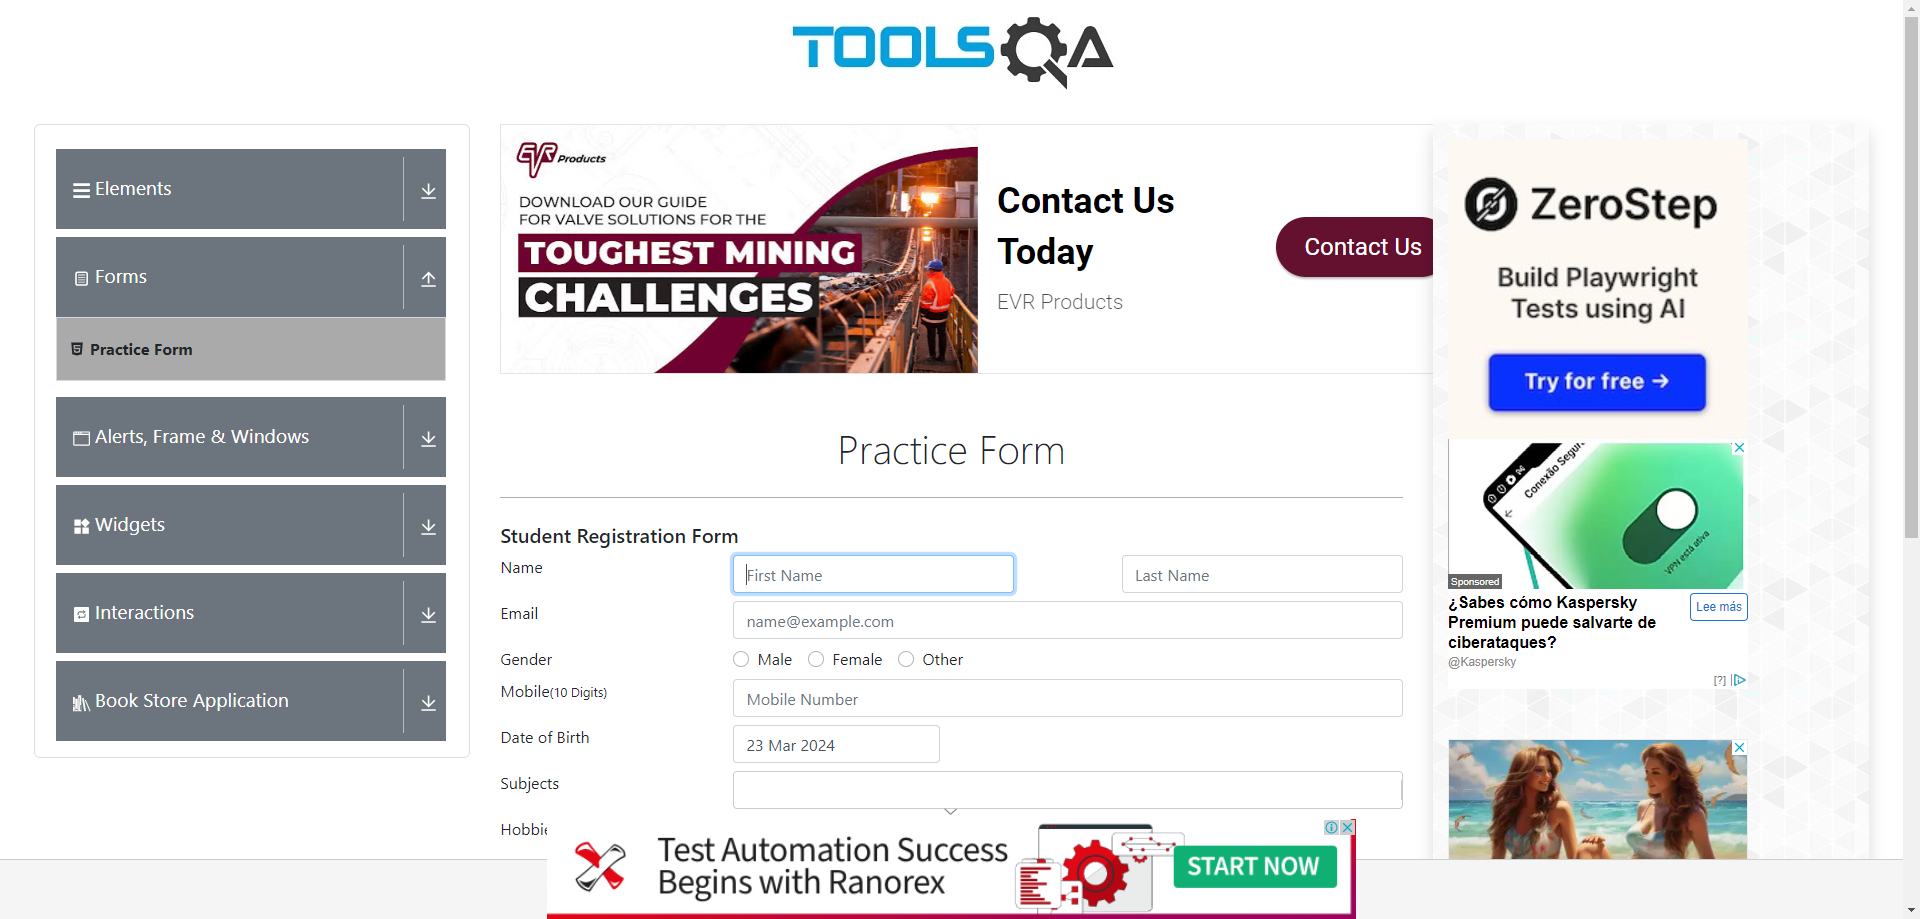 TOOLSQA
Elements
Forms
Practice Form
Alerts, Frame & Windows
Widgets
Interactions
Book Store Application
EVR Products
DOWNLOAD OUR GUIDE
FOR VALVE SOLUTIONS FOR THE
TOUGHEST MINING
CHALLENGES
Contact Us
Today
EVR Products
Contact Us
Practice Form
Student Registration Form
Name
First Name
Last Name
Email
name@example.com
Gender
Male
Female
Other
Mobile(10 Digits)
Mobile Number
Date of Birth
23 Mar 2024
Subjects
Hobbie
Test Automation Success
Begins with Ranorex
START NOW
ZeroStep
Build Playwright
Tests using AI
Try for free →
Conexão Segur
VPN está ativa
Sponsored
¿Sabes cómo Kaspersky
Premium puede salvarte de
ciberataques?
Lee más
@Kaspersky
[?]